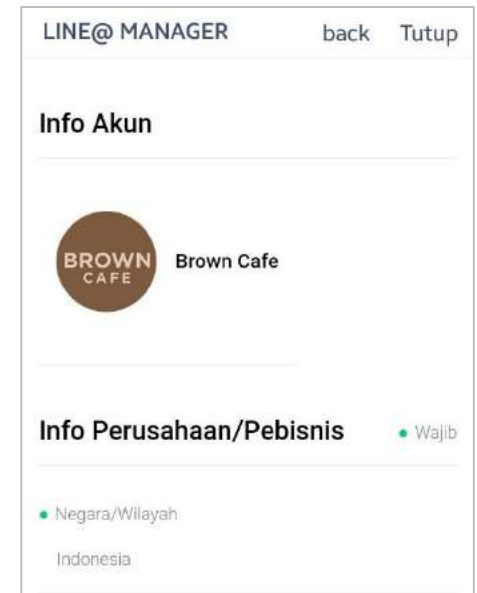 LINE@ MANAGER back Tutup
Info Akun
BROWN
CAFE
Brown Cafe
Info Perusahaan/Pebisnis
Wajib
Negara/Wilayah
Indonesia